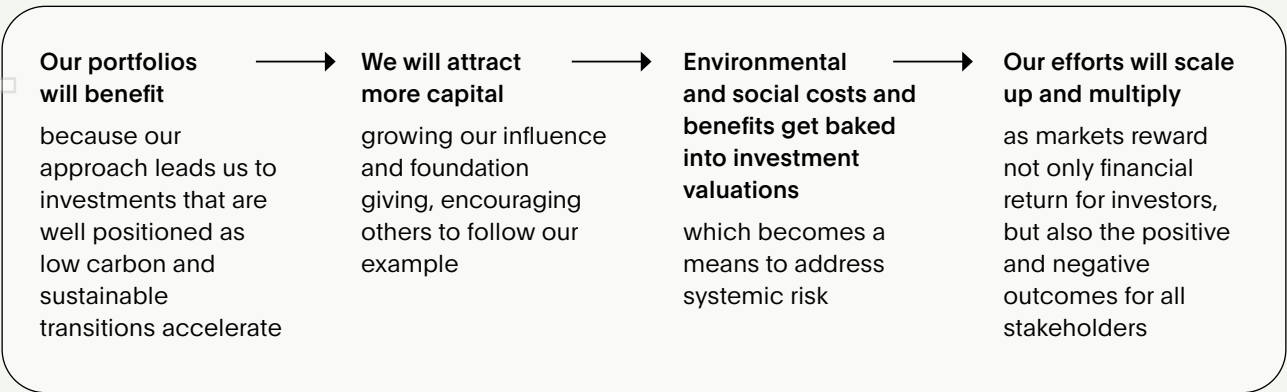 Our portfolios
will benefit
because our
approach leads us to
investments that are
well positioned as
low carbon and
sustainable
transitions accelerate
We will attract
more capital
growing our influence
and foundation
giving, encouraging
others to follow our
example
Environmental
and social costs and
benefits get baked
into investment
valuations
which becomes a
means to address
systemic risk
Our efforts will scale
up and multiply
as markets reward
not only financial
return for investors,
but also the positive
and negative
outcomes for all
stakeholders